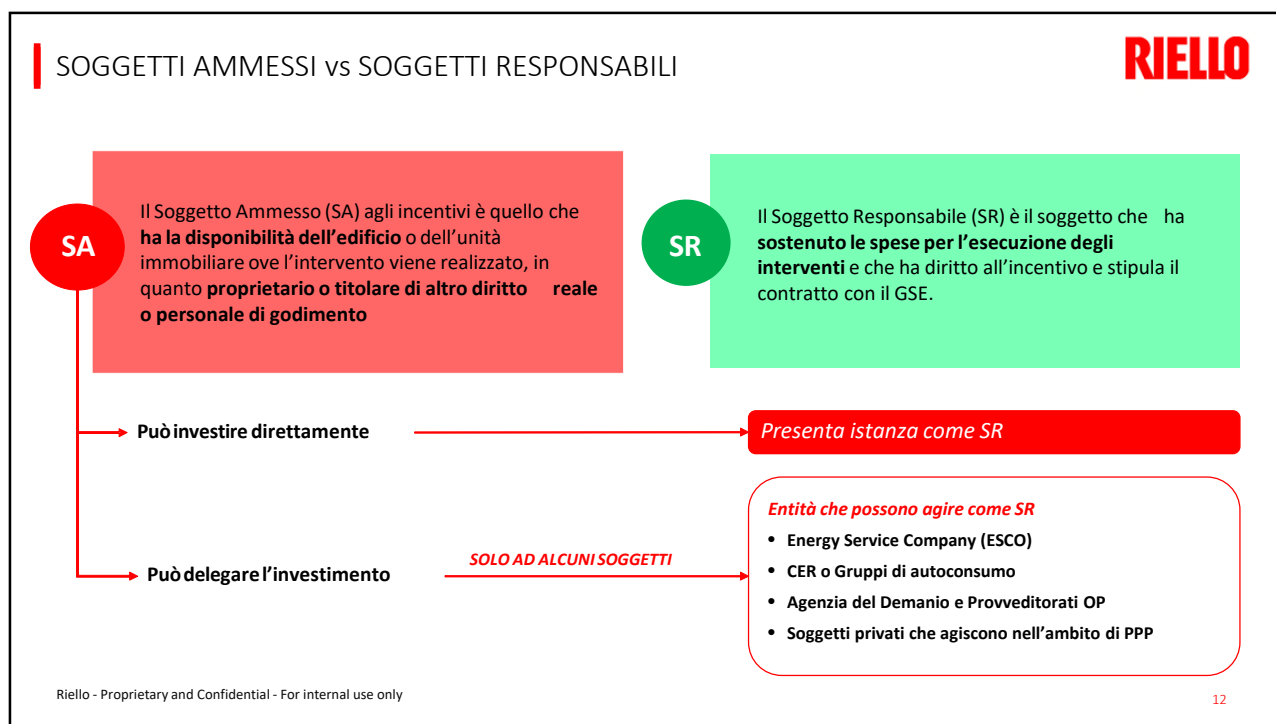 SOGGETTI AMMESSI vs SOGGETTI RESPONSABILI
RIELLO
SA
Il Soggetto Ammesso (SA) agli incentivi è quello che
ha la disponibilità dell'edificio o dell'unità
immobiliare ove l'intervento viene realizzato, in
quanto proprietario o titolare di altro diritto reale
o personale di godimento
SR
Il Soggetto Responsabile (SR) è il soggetto che ha
sostenuto le spese per l'esecuzione degli
interventi e che ha diritto all'incentivo e stipula il
contratto con il GSE.
Può investire direttamente
Presenta istanza come SR
Può delegare l'investimento
SOLO AD ALCUNI SOGGETTI
Entità che possono agire come SR
• Energy Service Company (ESCO)
• CER o Gruppi di autoconsumo
• Agenzia del Demanio e Provveditorati OP
• Soggetti privati che agiscono nell'ambito di PPP
Riello - Proprietary and Confidential - For internal use only
12